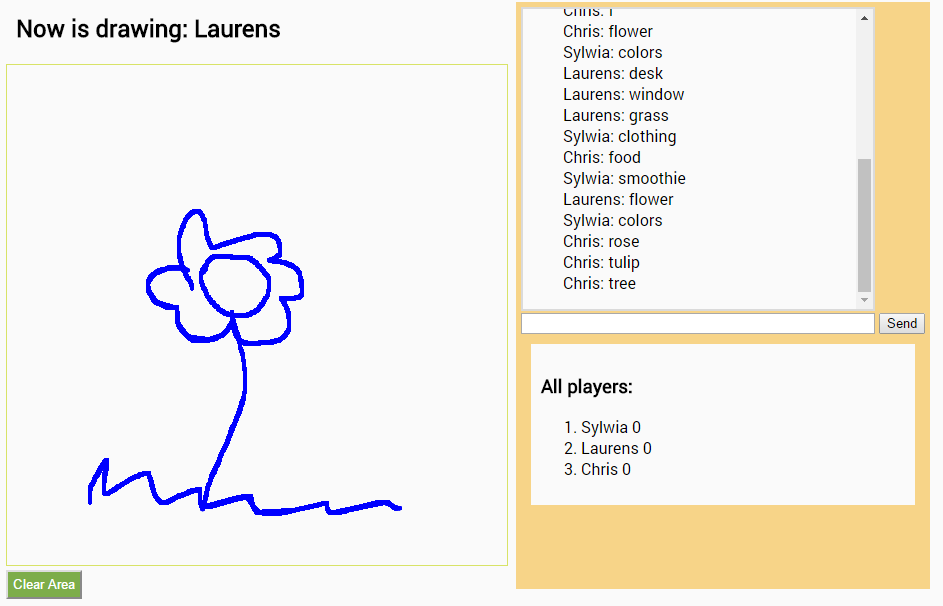 Now is drawing: Laurens
Chris: flower
Sylwia: colors
Laurens: desk
Laurens: window
Laurens: grass
Sylwia: clothing
Chris: food
Sylwia: smoothie
Laurens: flower
Sylwia: colors
Chris: rose
Chris: tulip
Chris: tree
Send
All players:
1. Sylwia 0
2. Laurens 0
3. Chris 0
Clear Area